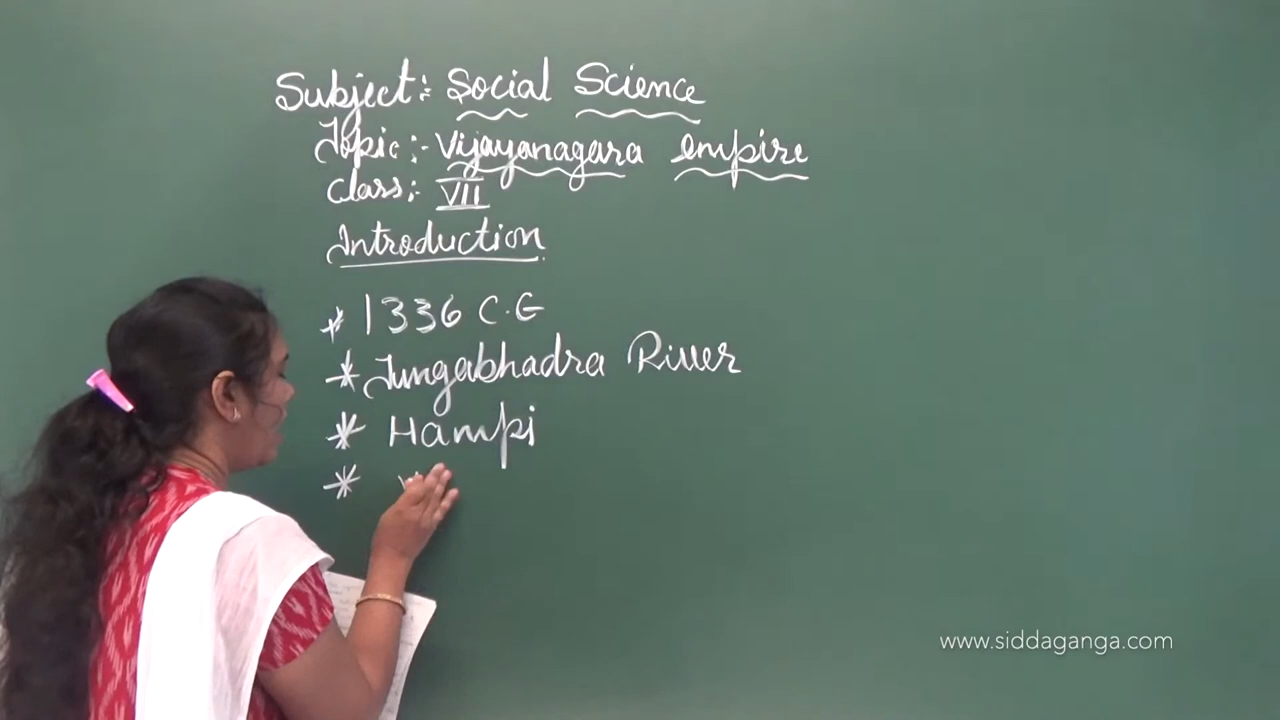 Subject:- Social Science
Topic:- Vijayanagara empire
Class:- VII
Introduction
* 1336 C.E
* Tungabhadra River
* Hampi
*
www.siddaganga.com